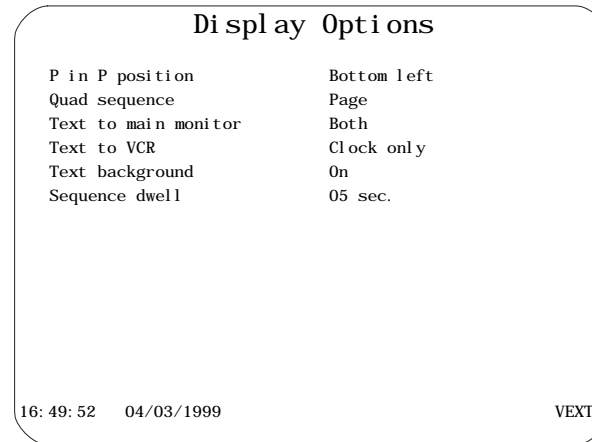 Display Options
P in P position Bottom left
Quad sequence Page
Text to main monitor Both
Text to VCR Clock only
Text background On
Sequence dwell 05 sec.
16:49:52 04/03/1999 VEXT